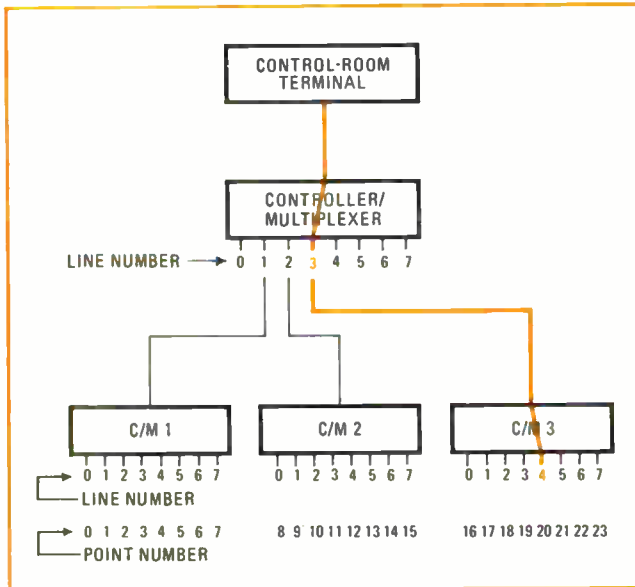 CONTROL-ROOM
TERMINAL
CONTROLLER/
MULTIPLEXER
LINE NUMBER → 0 1 2 3 4 5 6 7
C/M 1
C/M 2
C/M 3
0 1 2 3 4 5 6 7
0 1 2 3 4 5 6 7
0 1 2 3 4 5 6 7
LINE NUMBER
0 1 2 3 4 5 6 7
8 9 10 11 12 13 14 15
16 17 18 19 20 21 22 23
POINT NUMBER